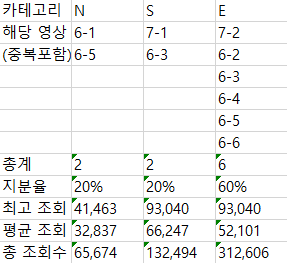 카테고리 N S E
해당 영상 6-1 7-1 7-2
(중복포함) 6-5 6-3 6-2
6-3
6-4
6-5
6-6
총계 2 2 6
지분율 20% 20% 60%
최고 조회 41,463 93,040 93,040
평균 조회 32,837 66,247 52,101
총 조회수 65,674 132,494 312,606